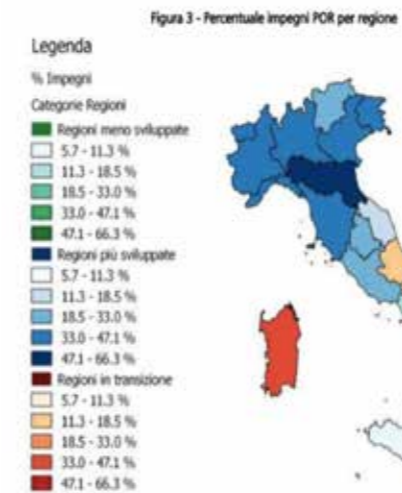 Figura 3 - Percentuale impegni POR per regione
Legenda
% Impegni
Categorie Regioni
Regioni meno sviluppate
5.7 - 11.3 %
11.3 - 18.5 %
18.5 - 33.0 %
33.0 - 47.1 %
47.1 - 66.3 %
Regioni più sviluppate
5.7 - 11.3 %
11.3 - 18.5 %
18.5 - 33.0 %
33.0 - 47.1 %
47.1 - 66.3 %
Regioni in transizione
5.7 - 11.3 %
11.3 - 18.5 %
18.5 - 33.0 %
33.0 - 47.1 %
47.1 - 66.3 %